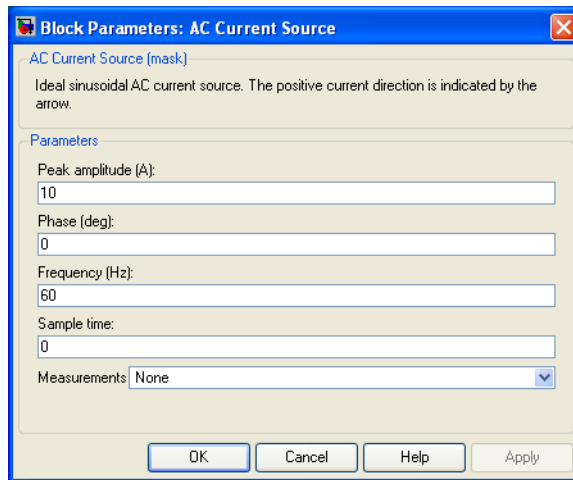 Block Parameters: AC Current Source
AC Current Source (mask)
Ideal sinusoidal AC current source. The positive current direction is indicated by the
arrow.
Parameters
Peak amplitude (A):
10
Phase (deg):
0
Frequency (Hz):
60
Sample time:
0
Measurements None
OK Cancel Help Apply